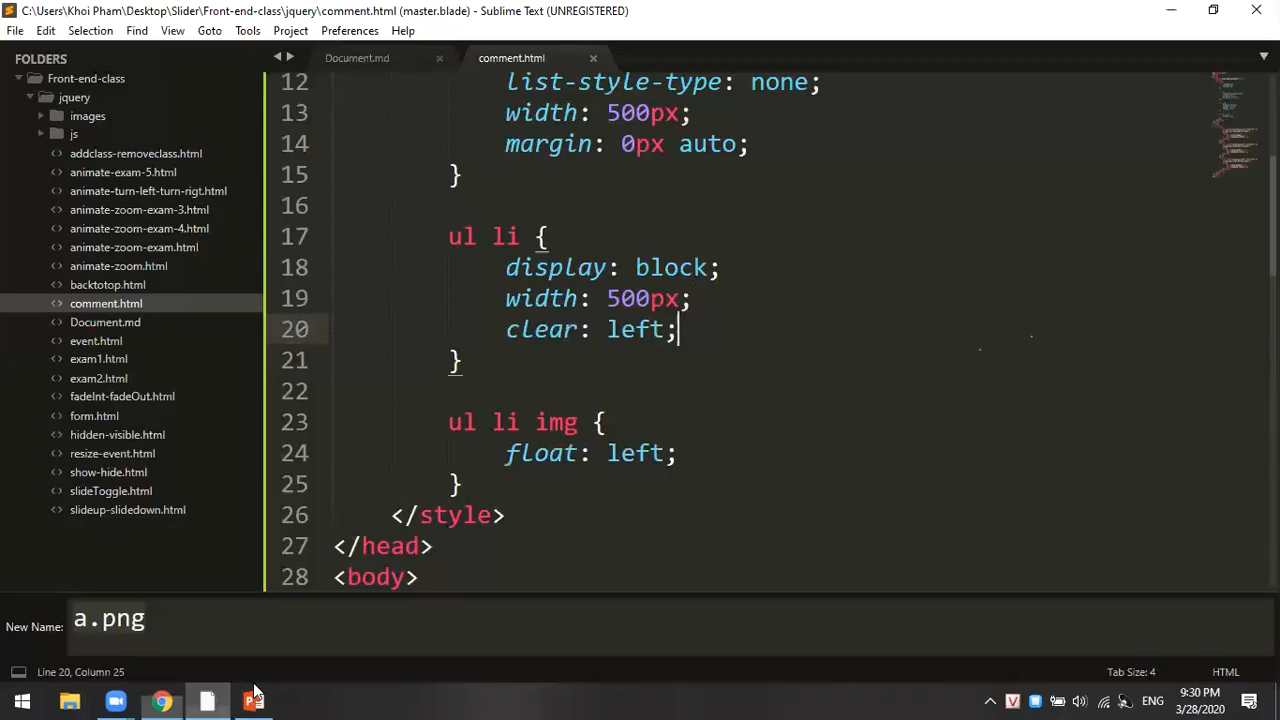 C:\Users\Khoi Pham\Desktop\Slider\Front-end-class\jquery\comment.html (master.blade) - Sublime Text (UNREGISTERED)
File Edit Selection Find View Goto Tools Project Preferences Help
FOLDERS
Front-end-class
jquery
images
js
addclass-removeclass.html
animate-exam-5.html
animate-turn-left-turn-rigt.html
animate-zoom-exam-3.html
animate-zoom-exam-4.html
animate-zoom-exam.html
animate-zoom.html
backtotop.html
comment.html
Document.md
event.html
exam1.html
exam2.html
fadeInt-fadeOut.html
form.html
hidden-visible.html
resize-event.html
show-hide.html
slideToggle.html
slideup-slidedown.html
Document.md comment.html
12 list-style-type: none;
13 width: 500px;
14 margin: 0px auto;
15 }
16
17 ul li {
18 display: block;
19 width: 500px;
20 clear: left;
21 }
22
23 ul li img {
24 float: left;
25 }
26 </style>
27 </head>
28 <body>
New Name: a.png
Line 20, Column 25 Tab Size: 4 HTML
ENG 9:30 PM
3/28/2020